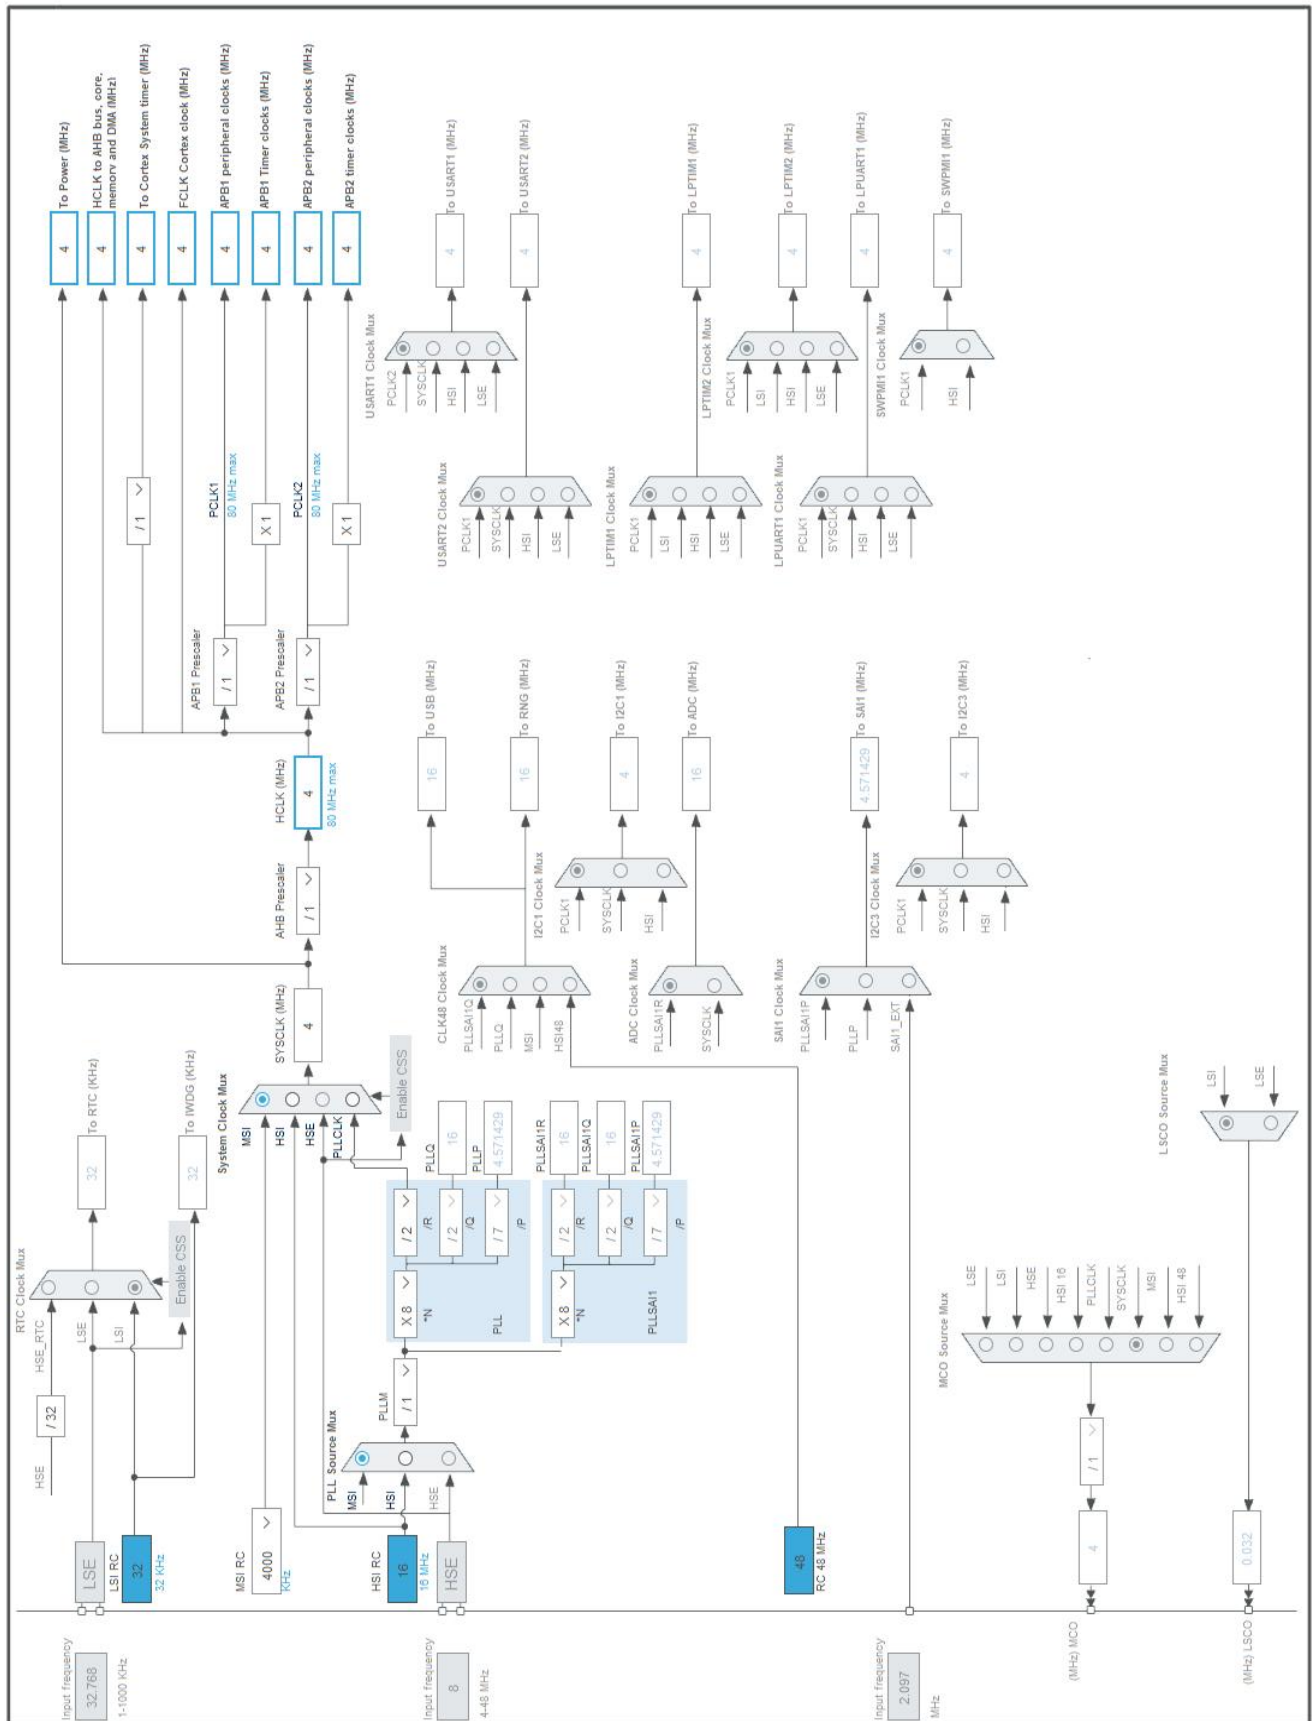 Input frequency
32.768
1-1000 KHz
LSE
LSI RC
32
32 KHz
HSE
/ 32
HSE_RTC
LSE
LSI
RTC Clock Mux
Enable CSS
32
To RTC (KHz)
32
To IWDG (KHz)
MSI RC
4000
KHz
HSI RC
16
16 MHz
Input frequency
8
4-48 MHz
HSE
PLL Source Mux
MSI
HSI
HSE
PLLM
/ 1
X 8
*N
PLL
/ 2
/R
/ 2
/Q
/ 7
/P
PLLQ
16
PLLP
4.571429
X 8
*N
PLLSAI1
/ 2
/R
/ 2
/Q
/ 7
/P
PLLSAI1R
16
PLLSAI1Q
16
PLLSAI1P
4.571429
System Clock Mux
MSI
HSI
HSE
PLLCLK
Enable CSS
SYSCLK (MHz)
4
AHB Prescaler
/ 1
HCLK (MHz)
4
80 MHz max
APB1 Prescaler
/ 1
APB2 Prescaler
/ 1
/ 1
PCLK1
80 MHz max
X 1
PCLK2
80 MHz max
X 1
4
To Power (MHz)
4
HCLK to AHB bus, core,
memory and DMA (MHz)
4
To Cortex System timer (MHz)
4
FCLK Cortex clock (MHz)
4
APB1 peripheral clocks (MHz)
4
APB1 Timer clocks (MHz)
4
APB2 peripheral clocks (MHz)
4
APB2 timer clocks (MHz)
48
RC 48 MHz
CLK48 Clock Mux
PLLSAI1Q
PLLQ
MSI
HSI48
16
To USB (MHz)
16
To RNG (MHz)
I2C1 Clock Mux
PCLK1
SYSCLK
HSI
4
To I2C1 (MHz)
ADC Clock Mux
PLLSAI1R
SYSCLK
16
To ADC (MHz)
Input frequency
2.097
MHz
SAI1 Clock Mux
PLLSAI1P
PLLP
SAI1_EXT
4.571429
To SAI1 (MHz)
I2C3 Clock Mux
PCLK1
SYSCLK
HSI
4
To I2C3 (MHz)
USART1 Clock Mux
PCLK2
SYSCLK
HSI
LSE
4
To USART1 (MHz)
USART2 Clock Mux
PCLK1
SYSCLK
HSI
LSE
4
To USART2 (MHz)
LPTIM1 Clock Mux
PCLK1
LSI
HSI
LSE
4
To LPTIM1 (MHz)
LPTIM2 Clock Mux
PCLK1
LSI
HSI
LSE
4
To LPTIM2 (MHz)
LPUART1 Clock Mux
PCLK1
SYSCLK
HSI
LSE
4
To LPUART1 (MHz)
SWPMI1 Clock Mux
PCLK1
HSI
4
To SWPMI1 (MHz)
MCO Source Mux
LSE
LSI
HSE
HSI 16
PLLCLK
SYSCLK
MSI
HSI 48
/ 1
4
(MHz) MCO
LSCO Source Mux
LSI
LSE
0.032
(MHz) LSCO